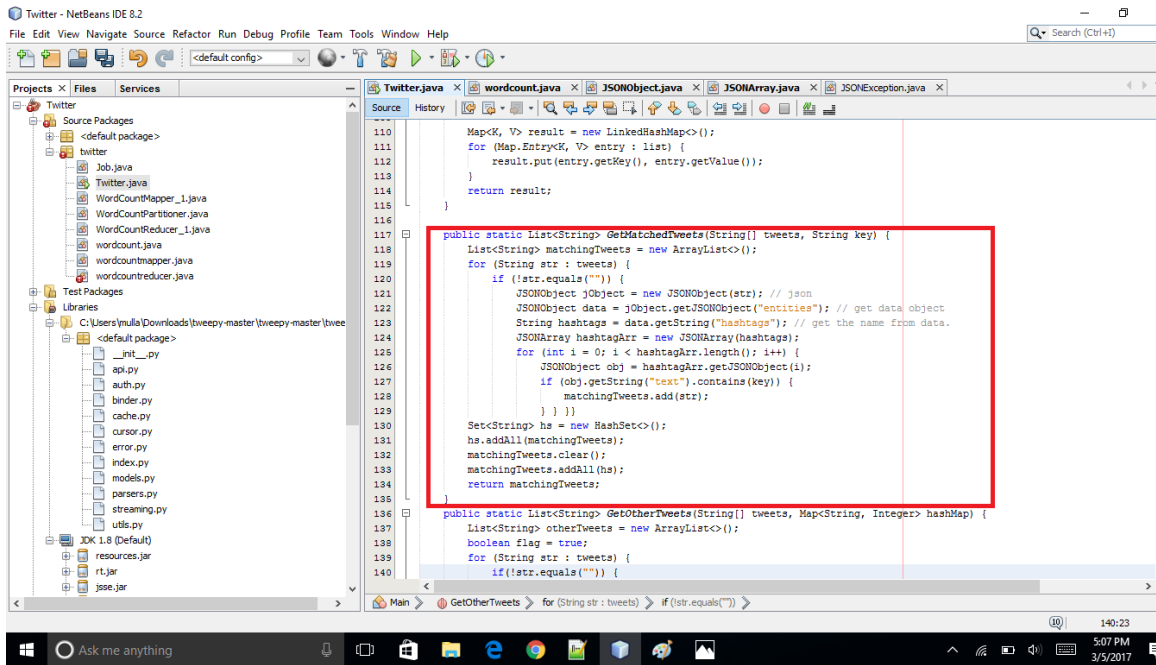 Twitter - NetBeans IDE 8.2
File Edit View Navigate Source Refactor Run Debug Profile Team Tools Window Help
Search (Ctrl+I)
<default config>
Projects Files Services
Twitter.java wordcount.java JSONObject.java JSONArray.java JSONException.java
Source History
Twitter
Source Packages
<default package>
twitter
Job.java
Twitter.java
WordCountMapper_1.java
WordCountPartitioner.java
WordCountReducer_1.java
wordcount.java
wordcountmapper.java
wordcountreducer.java
Test Packages
Libraries
C:\Users\mulla\Downloads\tweepy-master\tweepy-master\twee
<default package>
__init__.py
api.py
auth.py
binder.py
cache.py
cursor.py
error.py
index.py
models.py
parsers.py
streaming.py
utils.py
JDK 1.8 (Default)
resources.jar
rt.jar
jsse.jar
110 Map<K, V> result = new LinkedHashMap<>();
111 for (Map.Entry<K, V> entry : list) {
112 result.put(entry.getKey(), entry.getValue());
113 }
114 return result;
115 }
116
117 public static List<String> GetMatchedTweets(String[] tweets, String key) {
118 List<String> matchingTweets = new ArrayList<>();
119 for (String str : tweets) {
120 if (!str.equals("")) {
121 JSONObject jObject = new JSONObject(str); // json
122 JSONObject data = jObject.getJSONObject("entities"); // get data object
123 String hashtags = data.getString("hashtags"); // get the name from data.
124 JSONArray hashtagArr = new JSONArray(hashtags);
125 for (int i = 0; i < hashtagArr.length(); i++) {
126 JSONObject obj = hashtagArr.getJSONObject(i);
127 if (obj.getString("text").contains(key)) {
128 matchingTweets.add(str);
129 } } }}
130 Set<String> hs = new HashSet<>();
131 hs.addAll(matchingTweets);
132 matchingTweets.clear();
133 matchingTweets.addAll(hs);
134 return matchingTweets;
135 }
136 public static List<String> GetOtherTweets(String[] tweets, Map<String, Integer> hashMap) {
137 List<String> otherTweets = new ArrayList<>();
138 boolean flag = true;
139 for (String str : tweets) {
140 if(!str.equals("")) {
Main GetOtherTweets for (String str : tweets) if (!str.equals(""))
10 140:23
Ask me anything
5:07 PM
3/5/2017